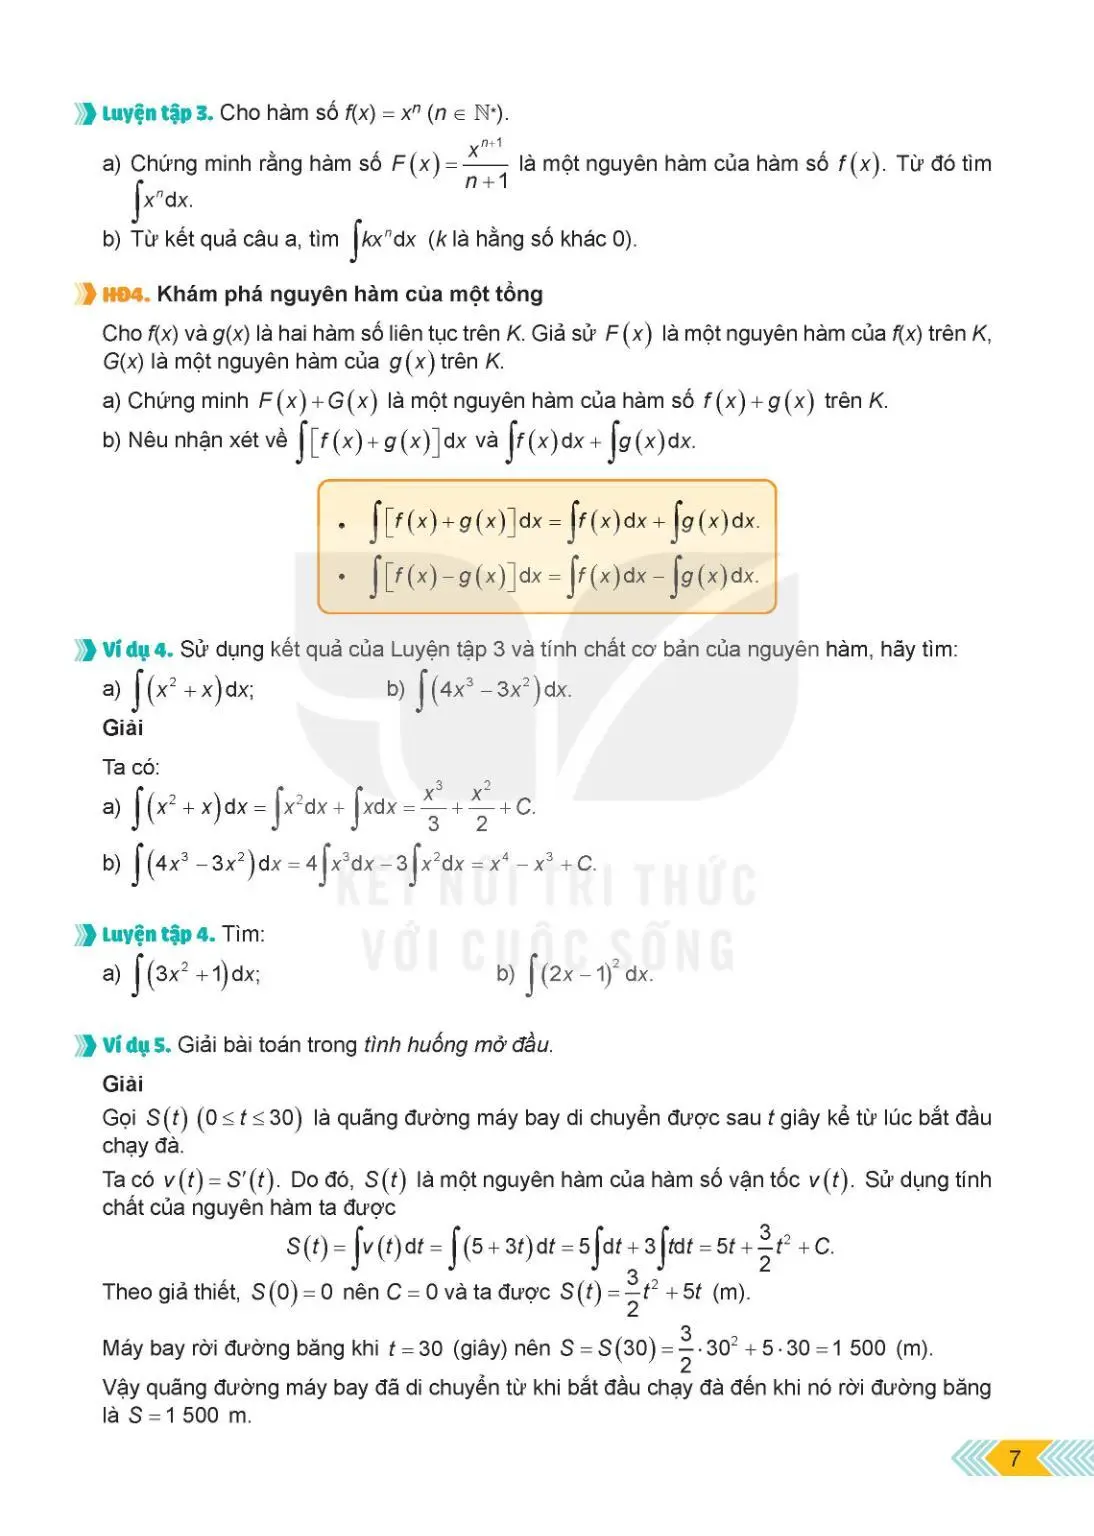 Luyện tập 3. Cho hàm số f(x) = xⁿ (n ∈ ℕ*).
a) Chứng minh rằng hàm số F(x) = xⁿ⁺¹/(n + 1) là một nguyên hàm của hàm số f(x). Từ đó tìm
∫xⁿdx.
b) Từ kết quả câu a, tìm ∫kxⁿdx (k là hằng số khác 0).
HĐ4. Khám phá nguyên hàm của một tổng
Cho f(x) và g(x) là hai hàm số liên tục trên K. Giả sử F(x) là một nguyên hàm của f(x) trên K,
G(x) là một nguyên hàm của g(x) trên K.
a) Chứng minh F(x) + G(x) là một nguyên hàm của hàm số f(x) + g(x) trên K.
b) Nêu nhận xét về ∫[f(x) + g(x)]dx và ∫f(x)dx + ∫g(x)dx.
• ∫[f(x) + g(x)]dx = ∫f(x)dx + ∫g(x)dx.
• ∫[f(x) − g(x)]dx = ∫f(x)dx − ∫g(x)dx.
Ví dụ 4. Sử dụng kết quả của Luyện tập 3 và tính chất cơ bản của nguyên hàm, hãy tìm:
a) ∫(x² + x)dx; b) ∫(4x³ − 3x²)dx.
Giải
Ta có:
a) ∫(x² + x)dx = ∫x²dx + ∫xdx = x³/3 + x²/2 + C.
b) ∫(4x³ − 3x²)dx = 4∫x³dx − 3∫x²dx = x⁴ − x³ + C.
KẾT NỐI TRI THỨC
Luyện tập 4. Tìm:
VỚI CUỘC SỐNG
a) ∫(3x² + 1)dx; b) ∫(2x − 1)² dx.
Ví dụ 5. Giải bài toán trong tình huống mở đầu.
Giải
Gọi S(t) (0 ≤ t ≤ 30) là quãng đường máy bay di chuyển được sau t giây kể từ lúc bắt đầu
chạy đà.
Ta có v(t) = S′(t). Do đó, S(t) là một nguyên hàm của hàm số vận tốc v(t). Sử dụng tính
chất của nguyên hàm ta được
S(t) = ∫v(t)dt = ∫(5 + 3t)dt = 5∫dt + 3∫tdt = 5t + 3/2 t² + C.
Theo giả thiết, S(0) = 0 nên C = 0 và ta được S(t) = 3/2 t² + 5t (m).
Máy bay rời đường băng khi t = 30 (giây) nên S = S(30) = 3/2 · 30² + 5 · 30 = 1 500 (m).
Vậy quãng đường máy bay đã di chuyển từ khi bắt đầu chạy đà đến khi nó rời đường băng
là S = 1 500 m.
7